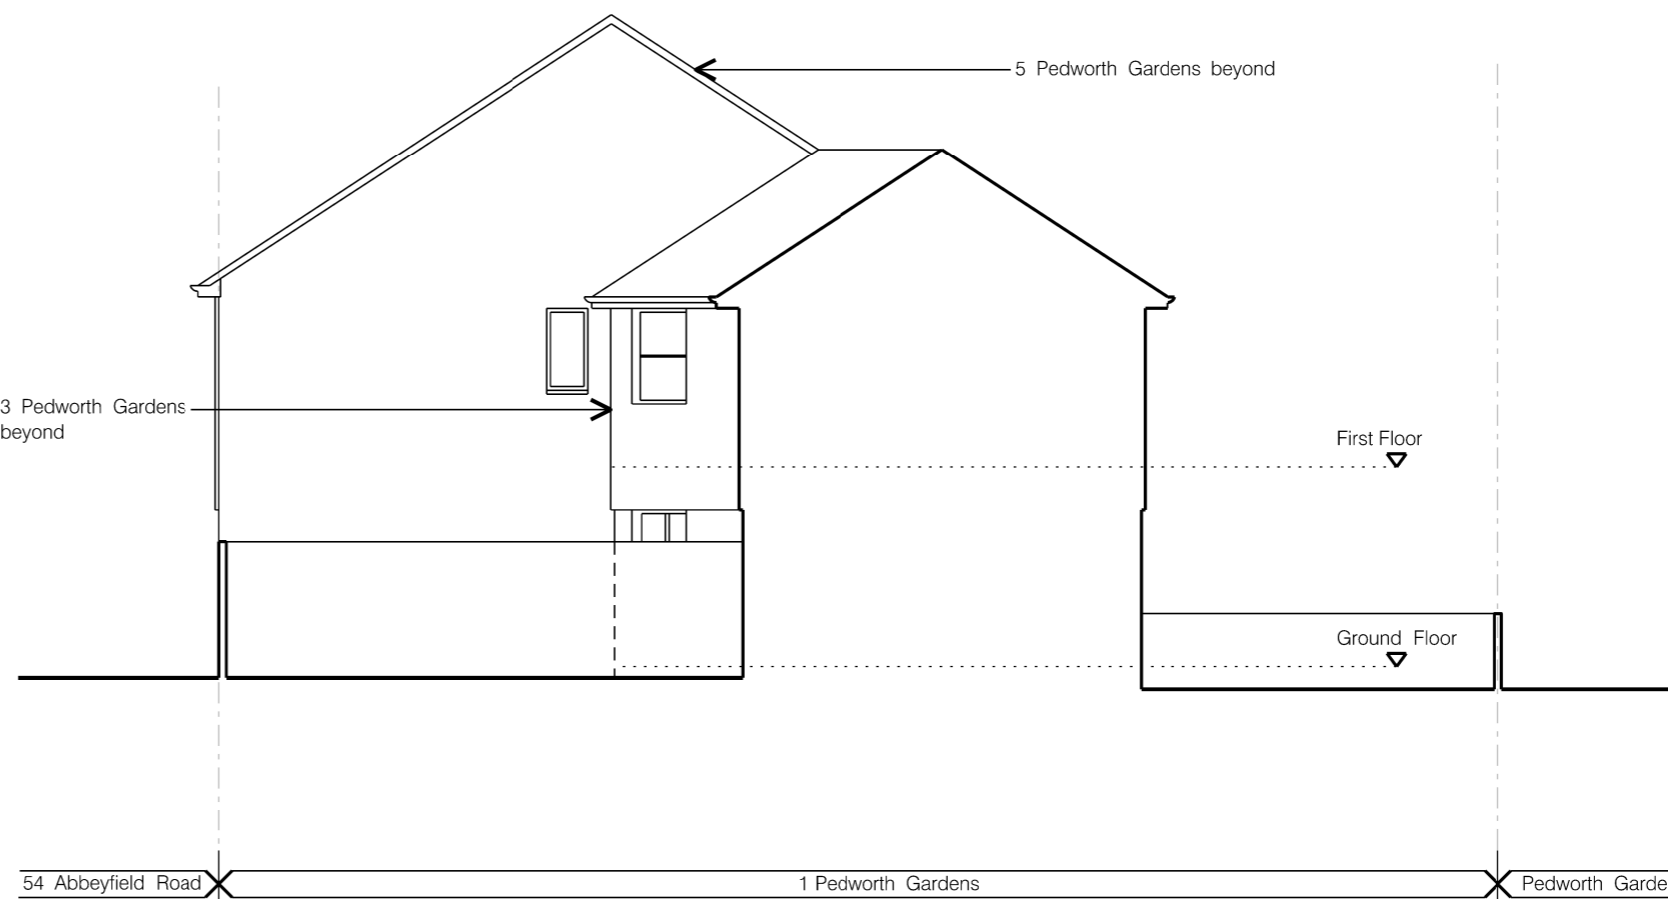 5 Pedworth Gardens beyond
3 Pedworth Gardens
beyond
First Floor
Ground Floor
54 Abbeyfield Road
1 Pedworth Gardens
Pedworth Garde